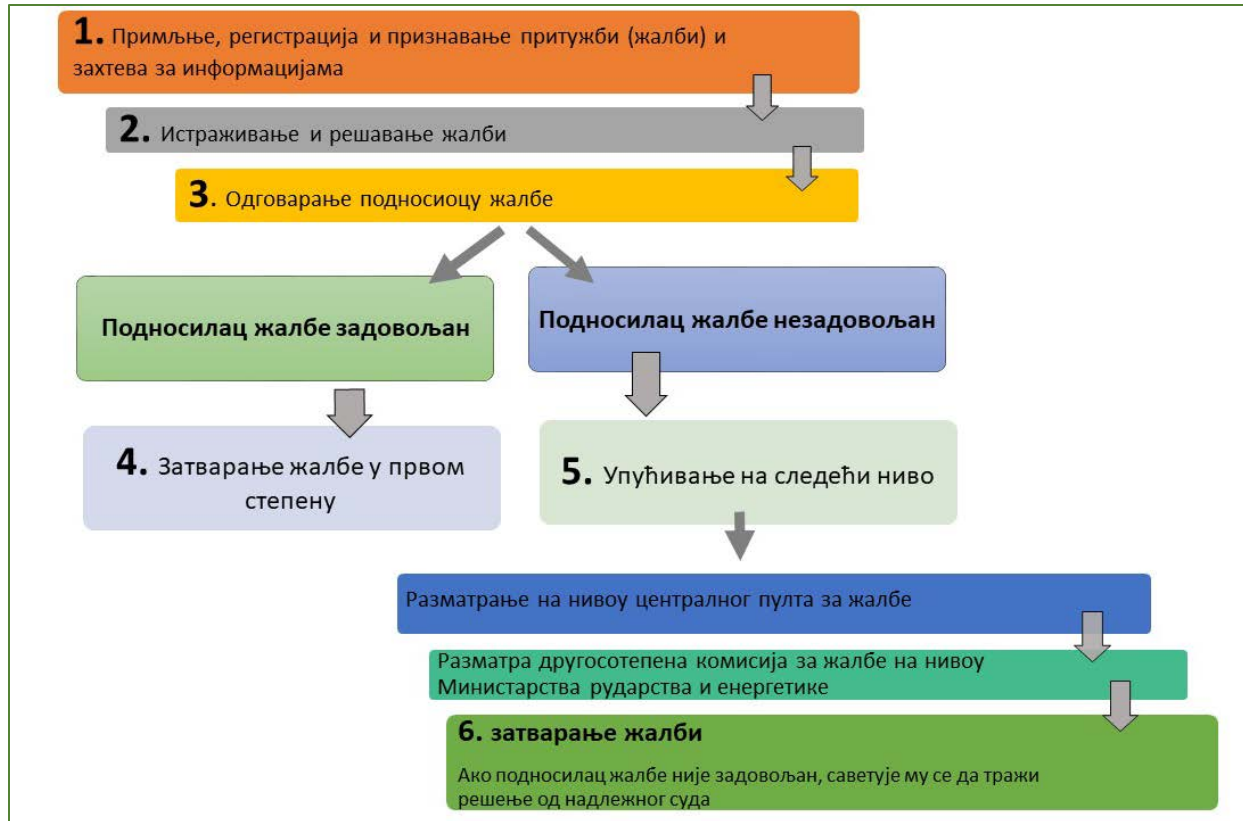 1. Примљње, регистрација и признавање притужби (жалби) и
захтева за информацијама
2. Истраживање и решавање жалби
3. Одговарање подносиоцу жалбе
Подносилац жалбе задовољан
Подносилац жалбе незадовољан
4. Затварање жалбе у првом
степену
5. Упућивање на следећи ниво
Разматрање на нивоу централног пулта за жалбе
Разматра другосотепена комисија за жалбе на нивоу
Министарства рударства и енергетике
6. затварање жалби
Ако подносилац жалбе није задовољан, саветује му се да тражи
решење од надлежног суда